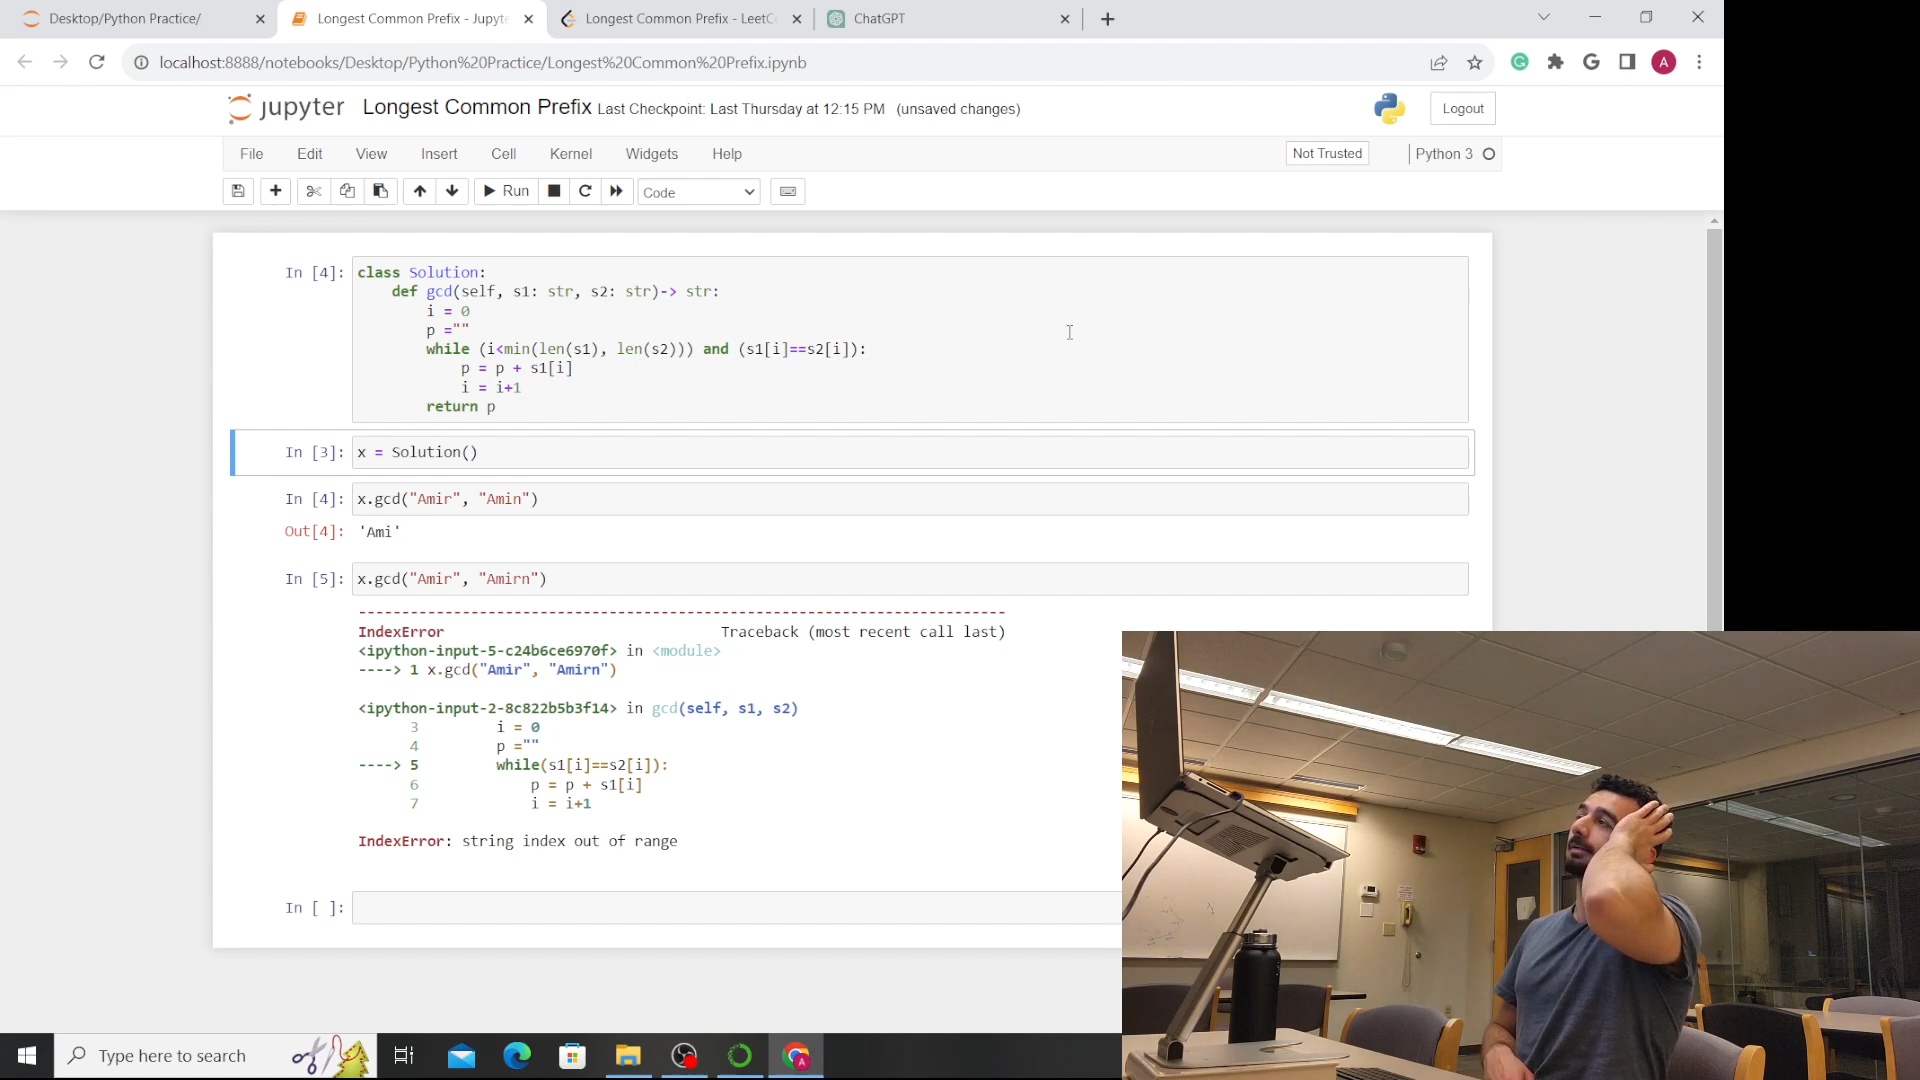 Desktop/Python Practice/
Longest Common Prefix - Jupyte
Longest Common Prefix - LeetC
ChatGPT
localhost:8888/notebooks/Desktop/Python%20Practice/Longest%20Common%20Prefix.ipynb
A
jupyter Longest Common Prefix Last Checkpoint: Last Thursday at 12:15 PM (unsaved changes)
Logout
File Edit View Insert Cell Kernel Widgets Help
Not Trusted
Python 3
Run
Code
In [4]: class Solution:
def gcd(self, s1: str, s2: str)-> str:
i = 0
p =""
while (i<min(len(s1), len(s2))) and (s1[i]==s2[i]):
p = p + s1[i]
i = i+1
return p
In [3]: x = Solution()
In [4]: x.gcd("Amir", "Amin")
Out[4]: 'Ami'
In [5]: x.gcd("Amir", "Amirn")
---------------------------------------------------------------------------
IndexError Traceback (most recent call last)
<ipython-input-5-c24b6ce6970f> in <module>
----> 1 x.gcd("Amir", "Amirn")
<ipython-input-2-8c822b5b3f14> in gcd(self, s1, s2)
3 i = 0
4 p =""
----> 5 while(s1[i]==s2[i]):
6 p = p + s1[i]
7 i = i+1
IndexError: string index out of range
In [ ]:
Type here to search